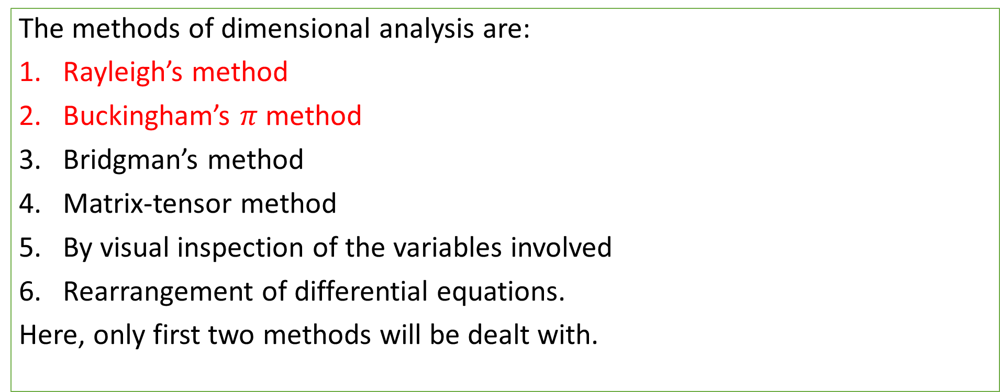 The methods of dimensional analysis are:
1. Rayleigh’s method
2. Buckingham’s π method
3. Bridgman’s method
4. Matrix-tensor method
5. By visual inspection of the variables involved
6. Rearrangement of differential equations.
Here, only first two methods will be dealt with.